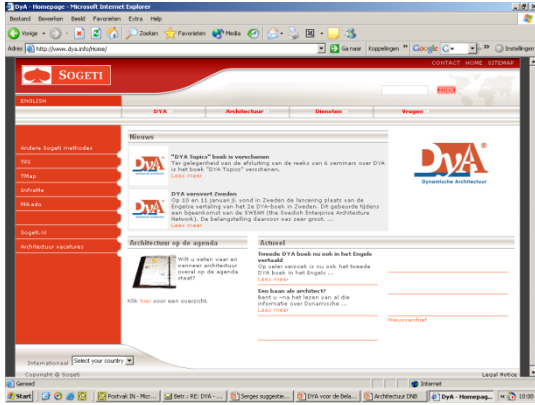 DyA - Homepage - Microsoft Internet Explorer
Bestand Bewerken Beeld Favorieten Extra Help
Vorige Zoeken Favorieten Media
Adres http://www.dya.info/Home/ Ga naar Koppelingen Google Instellingen
CONTACT HOME SITEMAP
SOGETI
ZOEK
ENGLISH
DYA Architectuur Diensten Vragen
Nieuws
"DYA Topics" boek is verschenen
Ter gelegenheid van de afsluiting van de reeks van 6 seminars over DYA
is het boek "DYA Topics" verschenen.
Lees meer
DYA verovert Zweden
Op 10 en 11 januari jl. vond in Zweden de lancering plaats van de
Engelse vertaling van het 2e DYA-boek in Zweden. Dit gebeurde tijdens
een bijeenkomst van de SWEAN (the Swedish Enterprise Architecture
Network). De belangstelling daarvoor was zeer groot. ...
Lees meer
DyA
Dynamische Architectuur
Andere Sogeti methodes
TPI
TMap
InFraMe
Mikado
Sogeti.nl
Architectuur vacatures
Architectuur op de agenda
Wilt u weten waar en
wanneer architectuur
overal op de agenda
staat?
Klik hier voor een overzicht.
Actueel
Tweede DYA boek nu ook in het Engels
vertaald
Op veler verzoek is nu ook het tweede
DYA boek in het Engels ...
Lees meer
Een baan als architect?
Bent u -na het lezen van al die
informatie over Dynamische ...
Lees meer
Nieuwsarchief
Internationaal Select your country
Copyright © Sogeti Legal Notice
Gereed Internet
Start Postvak IN - Micr... Betr.: RE: DYA - ... Serges suggestie... DYA voor de Bela... Architectuur DNB DyA - Homepag... 10:00